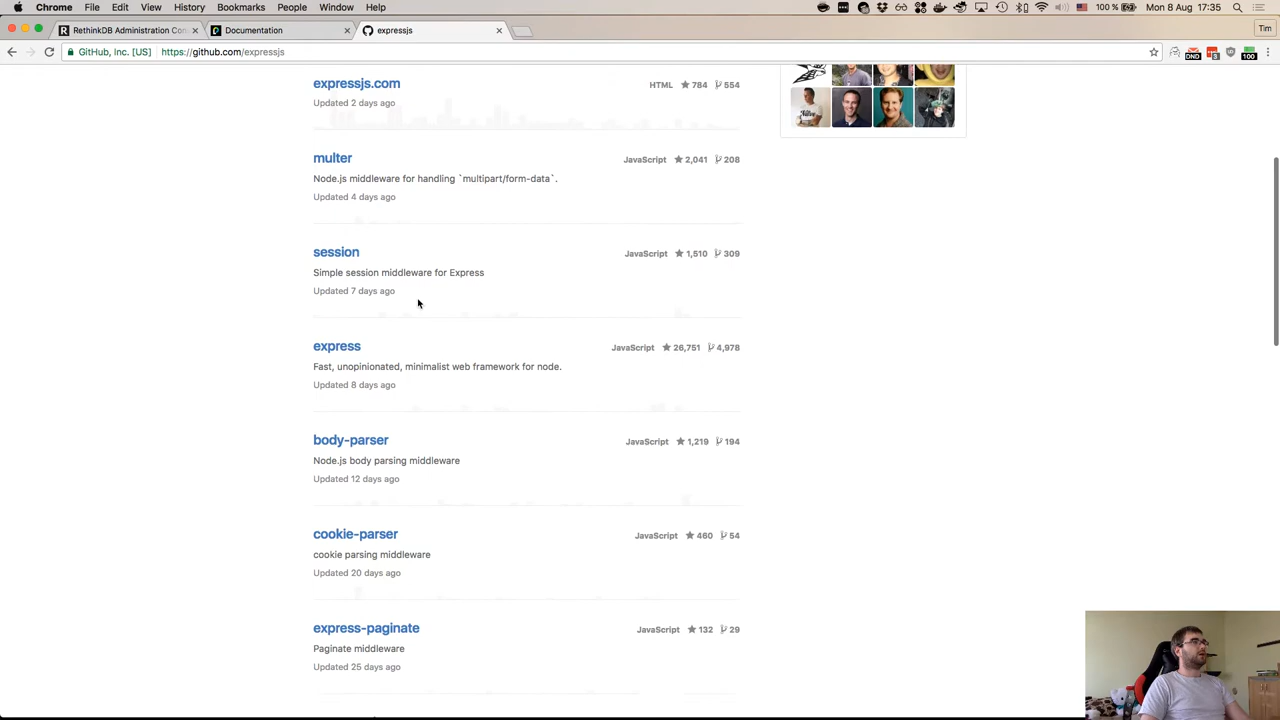 Chrome File Edit View History Bookmarks People Window Help 100 % Mon 8 Aug 17:35
RethinkDB Administration Con Documentation expressjs Tim
GitHub, Inc. [US] https://github.com/expressjs DND 3 100
expressjs.com HTML 784 554
Updated 2 days ago
multer JavaScript 2,041 208
Node.js middleware for handling `multipart/form-data`.
Updated 4 days ago
session JavaScript 1,510 309
Simple session middleware for Express
Updated 7 days ago
express JavaScript 26,751 4,978
Fast, unopinionated, minimalist web framework for node.
Updated 8 days ago
body-parser JavaScript 1,219 194
Node.js body parsing middleware
Updated 12 days ago
cookie-parser JavaScript 460 54
cookie parsing middleware
Updated 20 days ago
express-paginate JavaScript 132 29
Paginate middleware
Updated 25 days ago